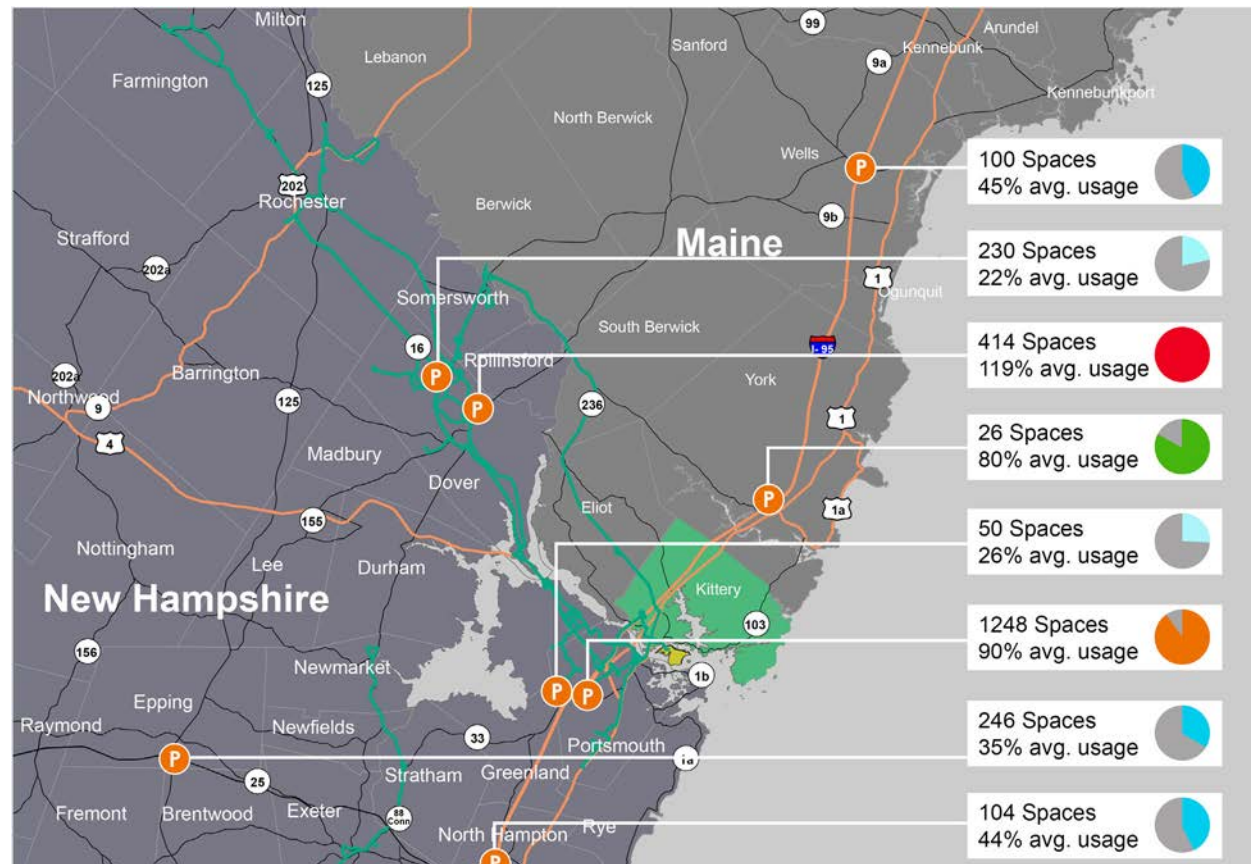 Milton
99
Arundel
Sanford
Kennebunk
Lebanon
9a
Farmington
125
Kennebunkport
North Berwick
Wells
100 Spaces
45% avg. usage
P
202
Rochester
Berwick
9b
Strafford
Maine
230 Spaces
22% avg. usage
202a
1
Somersworth
Ogunquit
South Berwick
16
I-95
414 Spaces
119% avg. usage
Rollinsford
P
Barrington
202a
York
Northwood
9
125
P
236
1
26 Spaces
80% avg. usage
4
Madbury
Dover
P
1a
Eliot
155
50 Spaces
26% avg. usage
Nottingham
Lee
Durham
New Hampshire
Kittery
103
1248 Spaces
90% avg. usage
156
Newmarket
1b
P
P
Epping
Raymond
Newfields
33
Portsmouth
246 Spaces
35% avg. usage
P
1a
25
Stratham
Greenland
Fremont
Brentwood
Exeter
88
Conn
North Hampton
Rye
104 Spaces
44% avg. usage
P